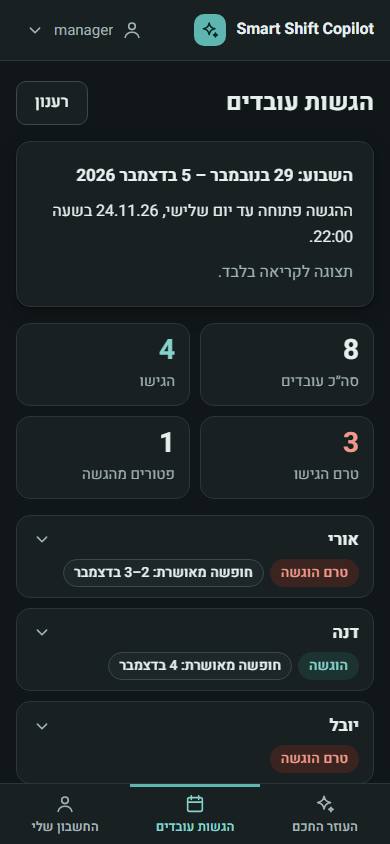 Smart Shift Copilot
manager
הגשות עובדים
רענון
השבוע: 29 בנובמבר – 5 בדצמבר 2026
ההגשה פתוחה עד יום שלישי, 24.11.26 בשעה
22:00.
תצוגה לקריאה בלבד.
8
סה״כ עובדים
4
הגישו
3
טרם הגישו
1
פטורים מהגשה
אורי
טרם הוגשה
חופשה מאושרת: 2–3 בדצמבר
דנה
הוגשה
חופשה מאושרת: 4 בדצמבר
יובל
טרם הוגשה
העוזר החכם
הגשות עובדים
החשבון שלי